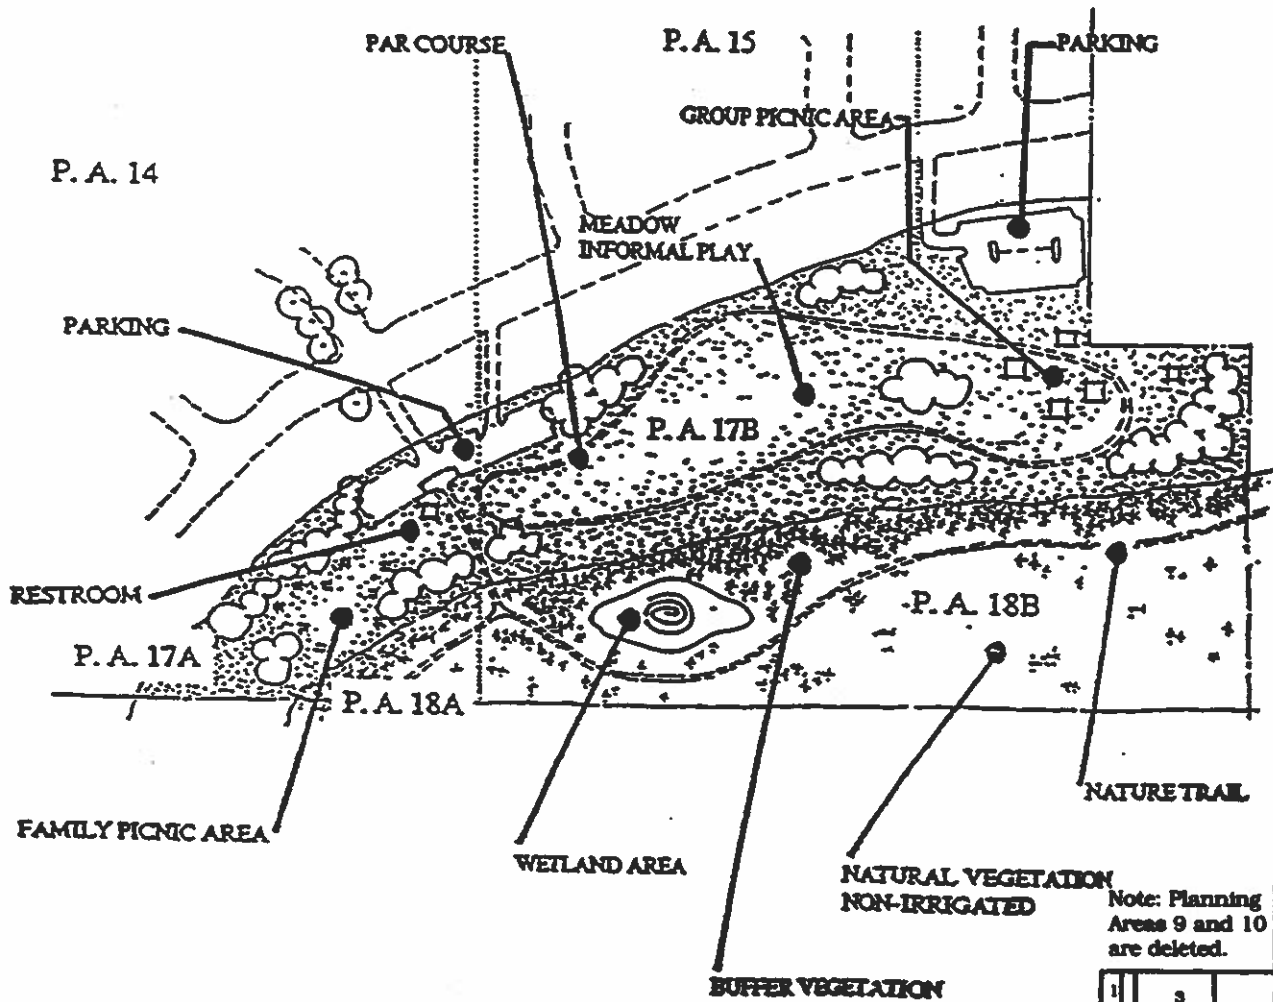 PAR COURSE
P. A. 15
PARKING
GROUP PICNIC AREA
P. A. 14
MEADOW
INFORMAL PLAY
PARKING
P. A. 17B
RESTROOM
P. A. 18B
P. A. 17A
P. A. 18A
NATURE TRAIL
FAMILY PICNIC AREA
WETLAND AREA
NATURAL VEGETATION
NON-IRRIGATED
Note: Planning
Areas 9 and 10
are deleted.
BUFFER VEGETATION
1
3